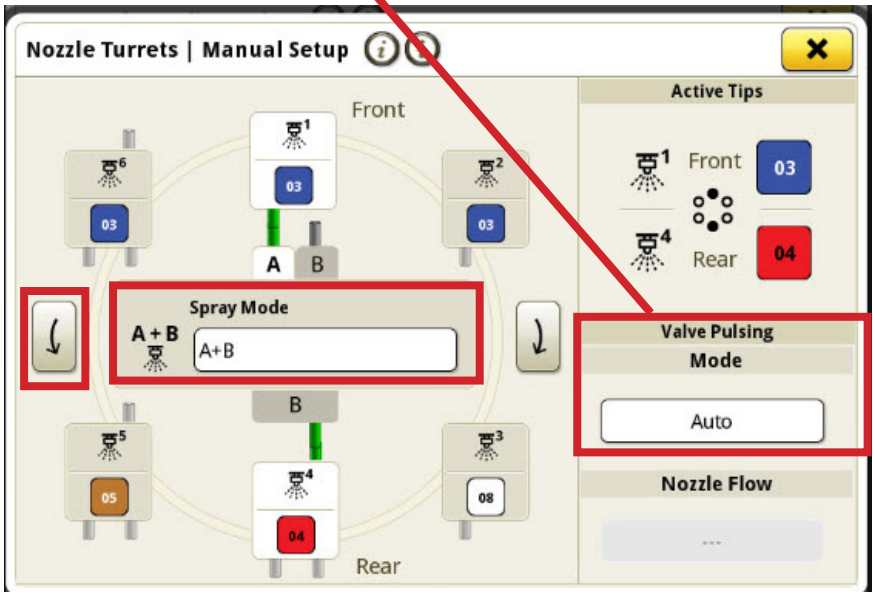 Nozzle Turrets | Manual Setup i i
Front
1
03
6
03
2
03
A B
Spray Mode
A + B
A+B
B
5
05
4
04
3
08
Rear
Active Tips
1 Front 03
4 Rear 04
Valve Pulsing
Mode
Auto
Nozzle Flow
---